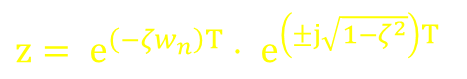 z = e^{(-ζw_n)T} · e^{(±j√(1-ζ²))T}